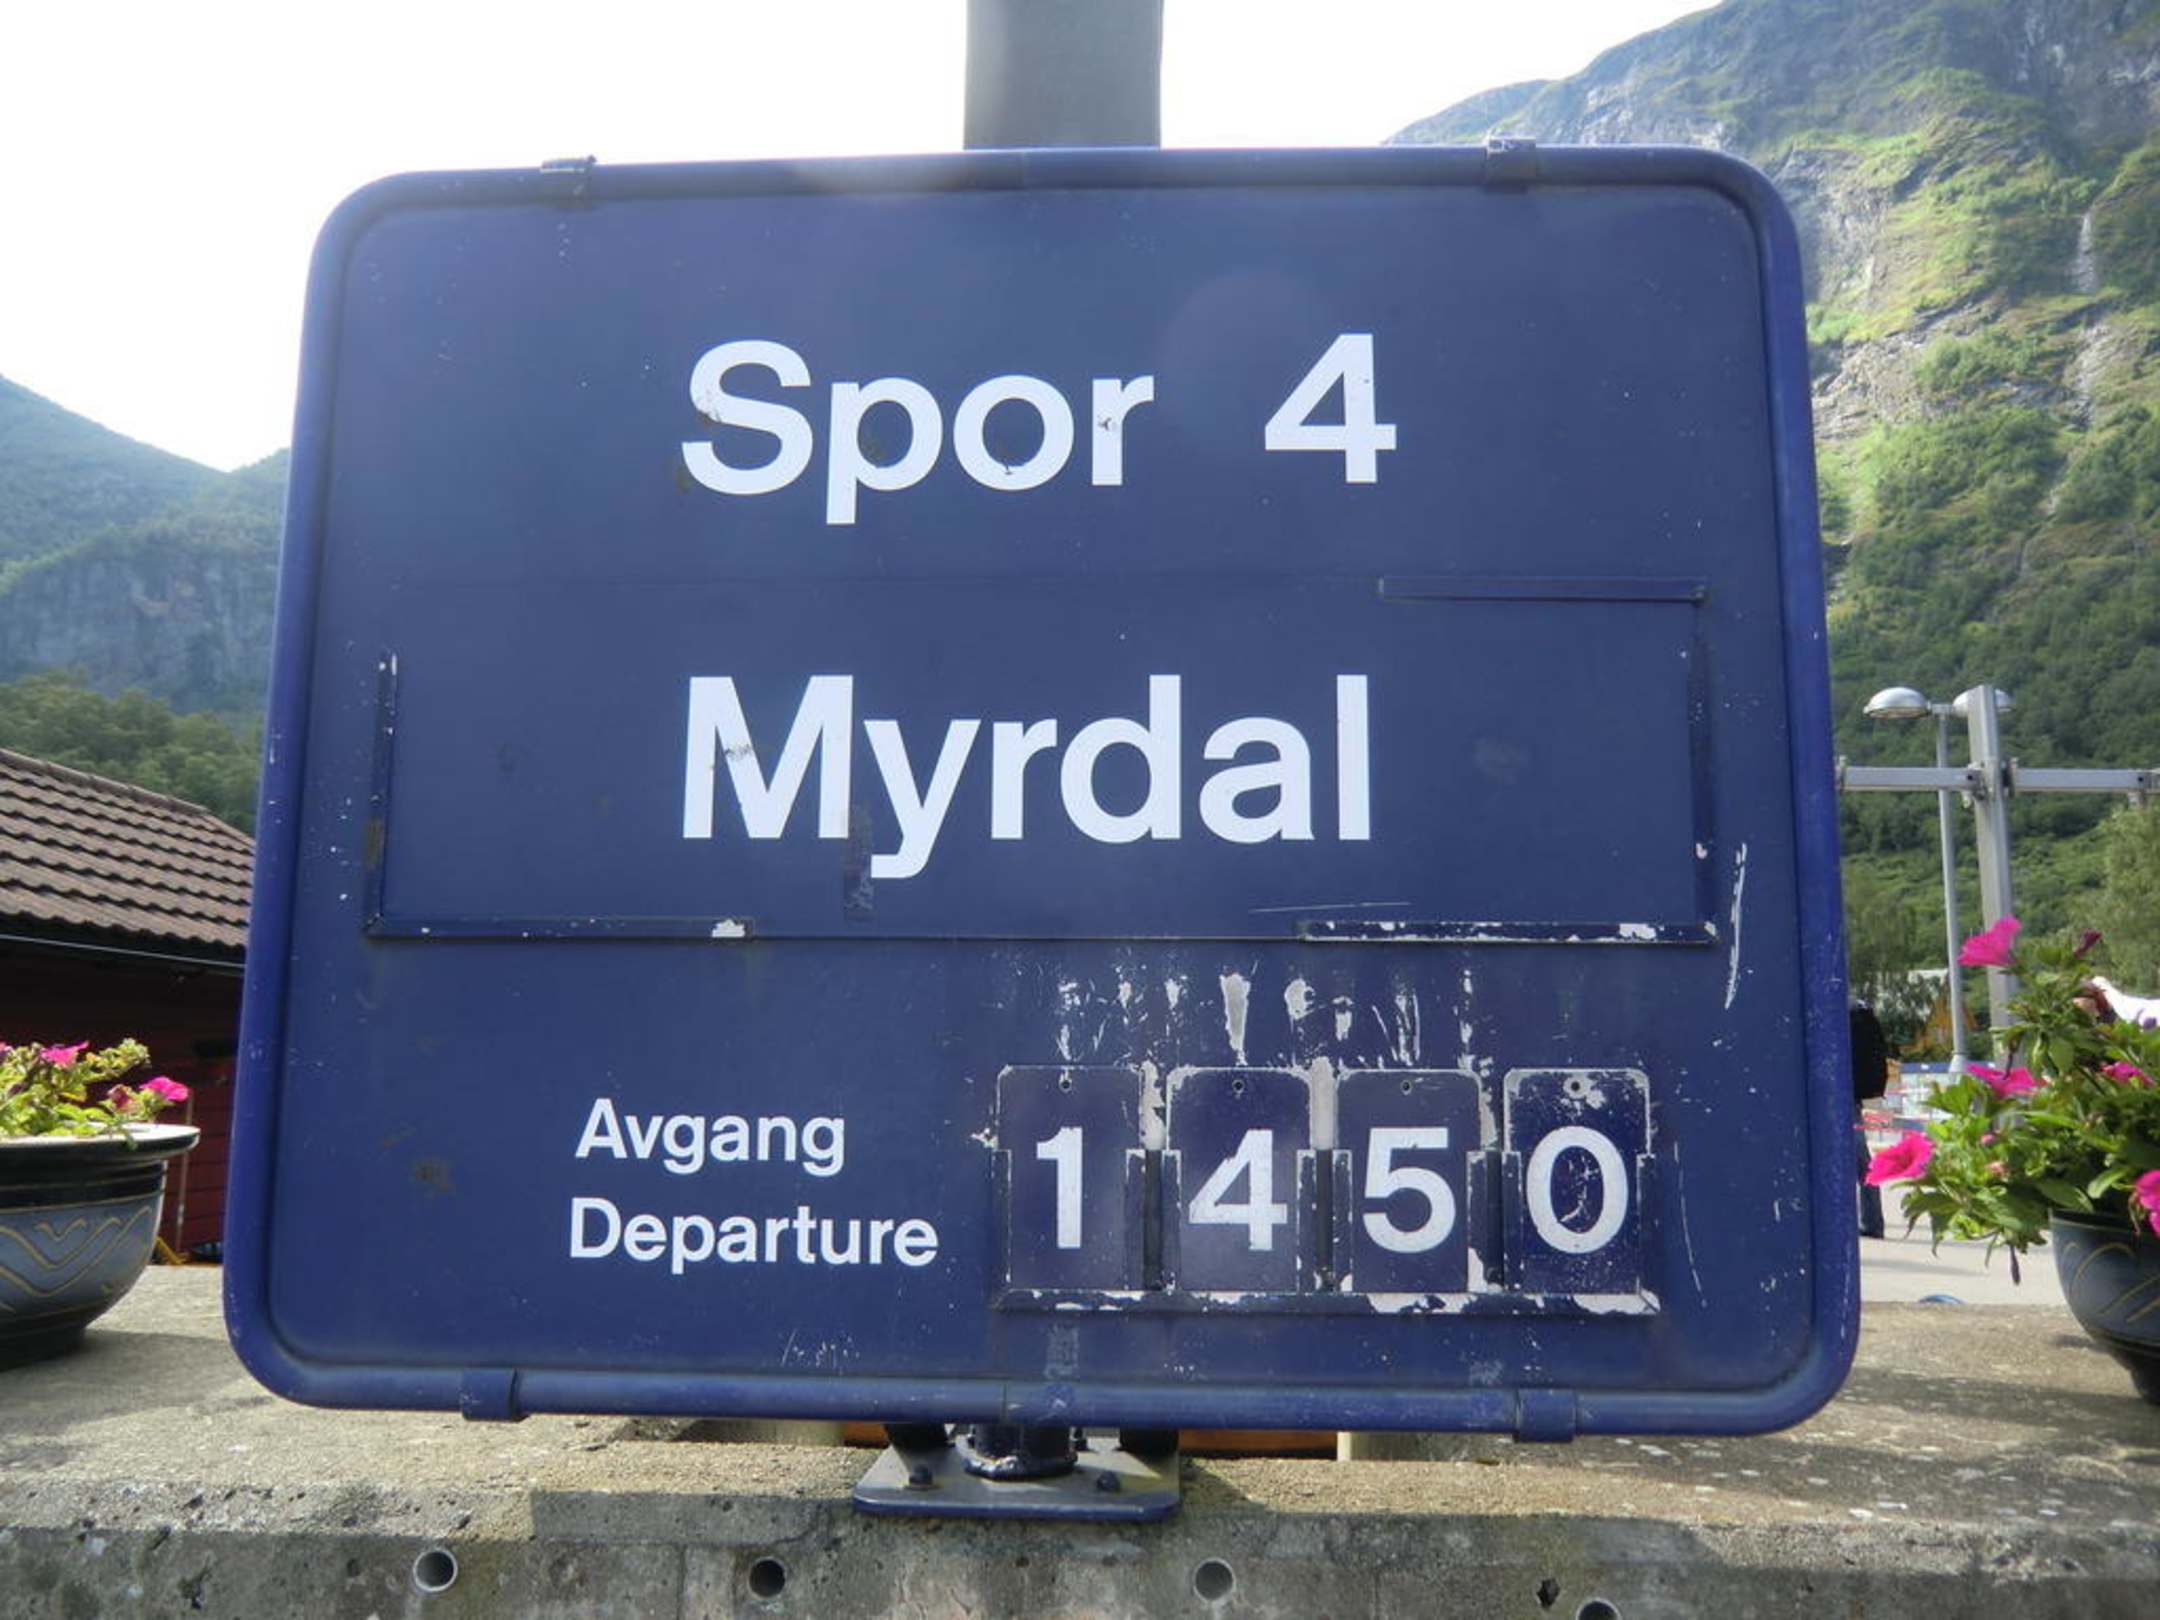 Spor 4
Myrdal
Avgang
Departure 1450